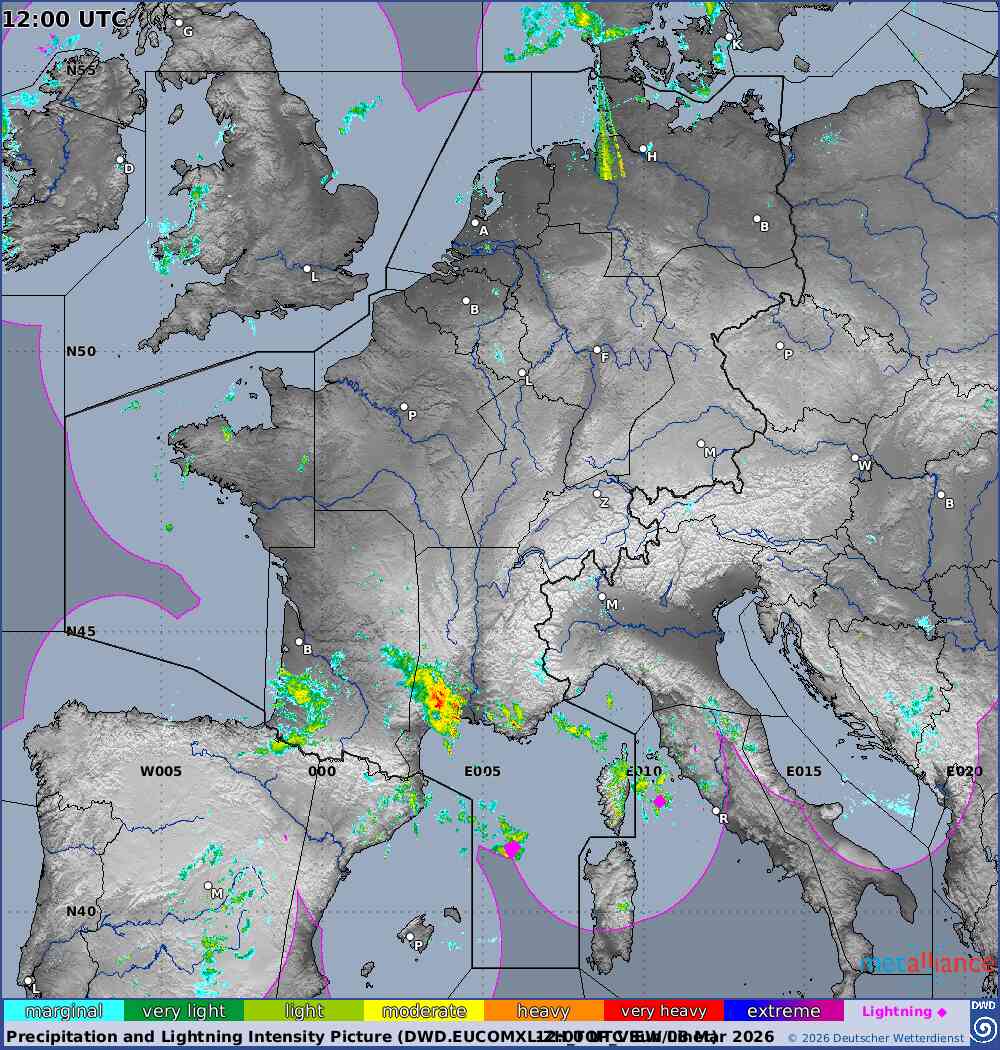 12:00 UTC
G
K
N55
D
H
A
B
L
B
N50
F
P
L
P
M
W
Z
B
M
N45
B
W005
000
E005
E010
E015
E020
R
M
N40
P
L
metalliance
marginal very light light moderate heavy very heavy extreme Lightning
DWD
Precipitation and Lightning Intensity Picture (DWD.EUCOMXL
Mar 2026
© 2026 Deutscher Wetterdienst